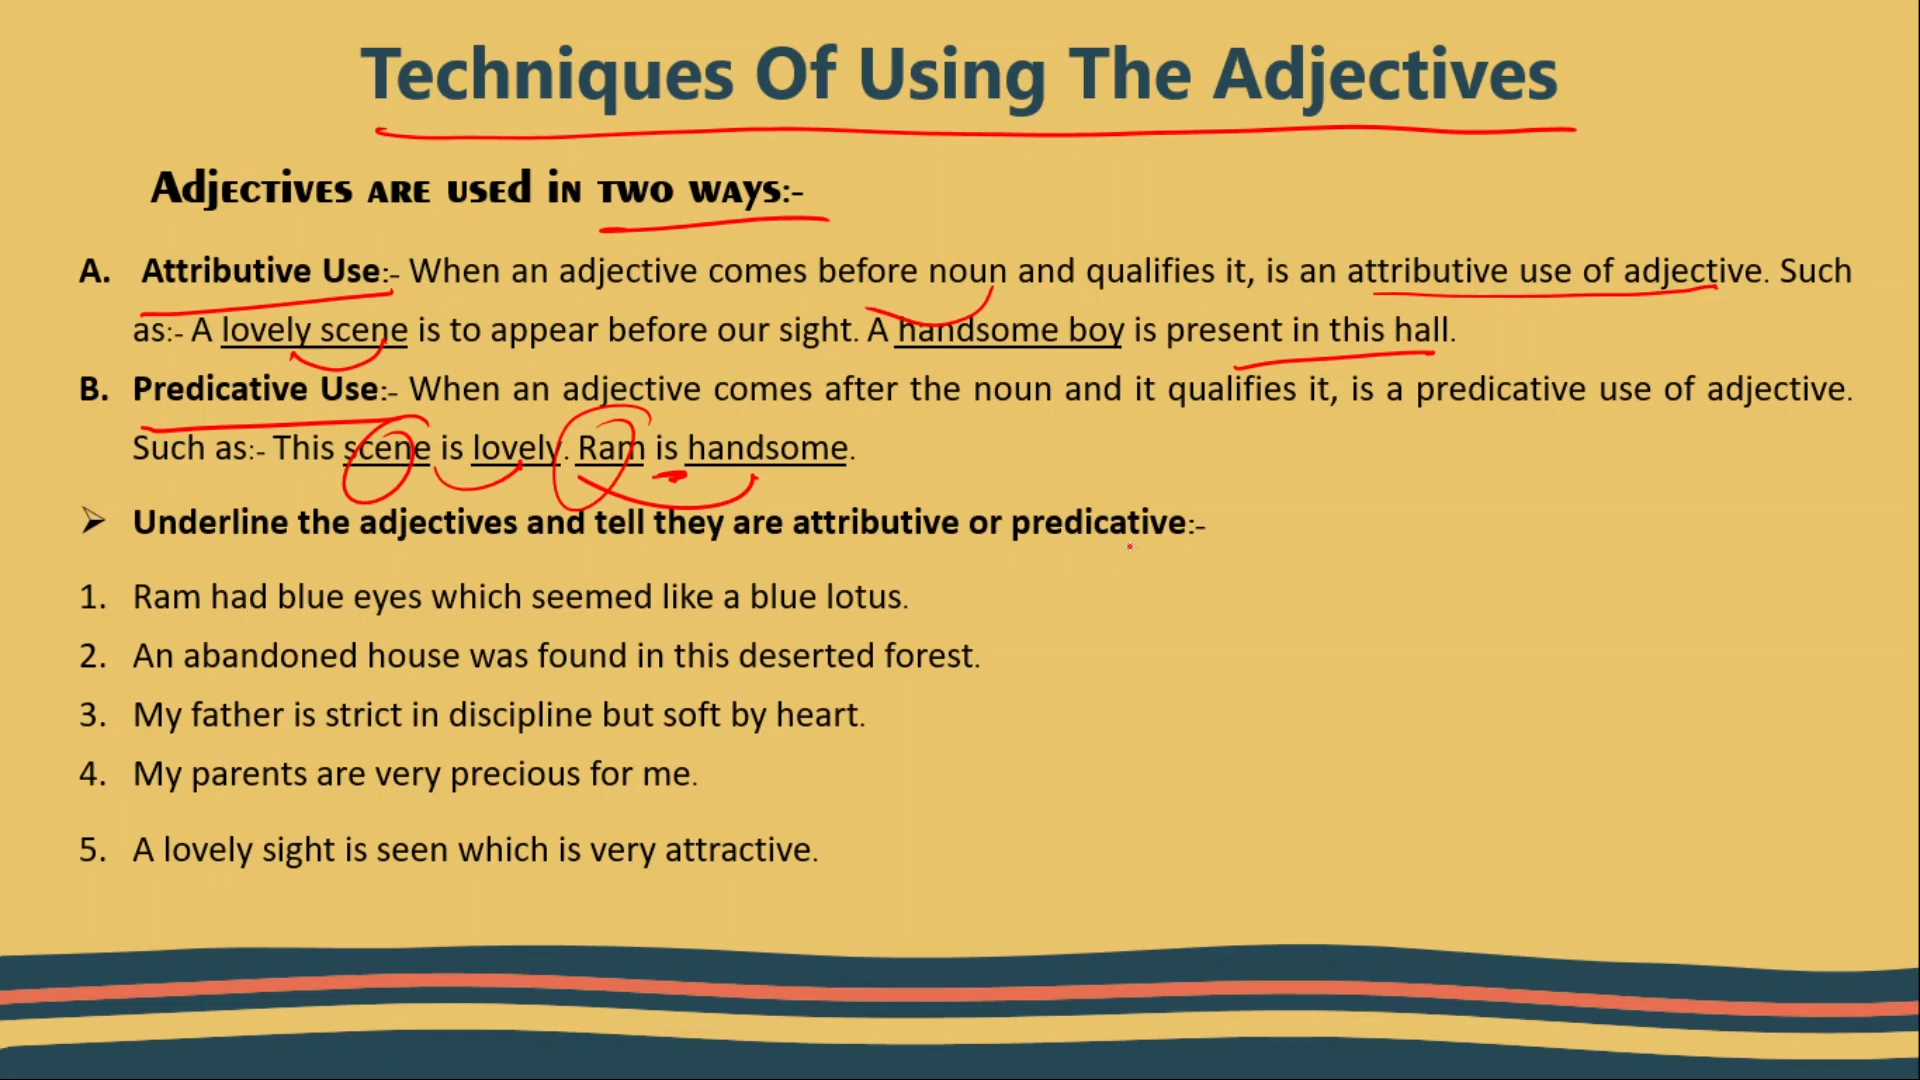 Techniques Of Using The Adjectives
Adjectives are used in two ways:-
A. Attributive Use:- When an adjective comes before noun and qualifies it, is an attributive use of adjective. Such
as:- A lovely scene is to appear before our sight. A handsome boy is present in this hall.
B. Predicative Use:- When an adjective comes after the noun and it qualifies it, is a predicative use of adjective.
Such as:- This scene is lovely. Ram is handsome.
➢ Underline the adjectives and tell they are attributive or predicative:-
1. Ram had blue eyes which seemed like a blue lotus.
2. An abandoned house was found in this deserted forest.
3. My father is strict in discipline but soft by heart.
4. My parents are very precious for me.
5. A lovely sight is seen which is very attractive.